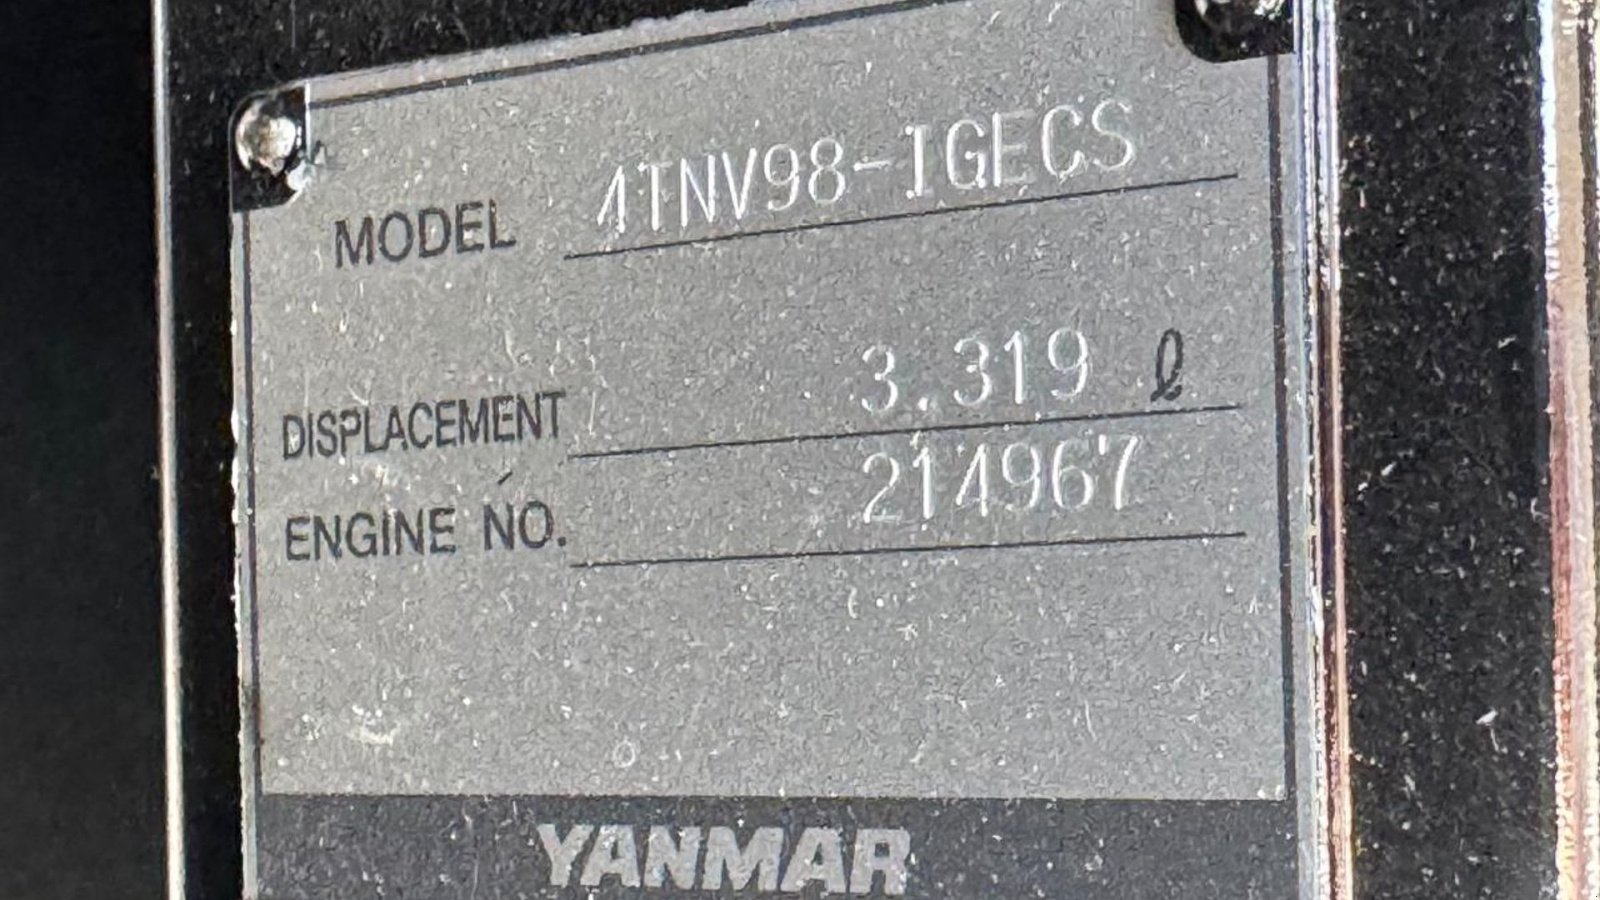 MODEL 4TNV98-IGECS
DISPLACEMENT 3.319 ℓ
ENGINE NO. 214967
YANMAR